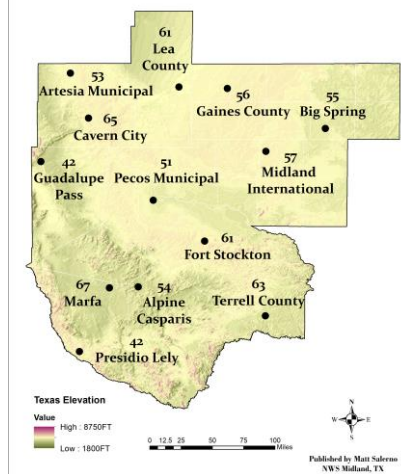 61
Lea
County
53
Artesia Municipal
56
Gaines County
55
Big Spring
65
Cavern City
42
Guadalupe
Pass
51
Pecos Municipal
57
Midland
International
61
Fort Stockton
67
Marfa
54
Alpine
Casparis
63
Terrell County
42
Presidio Lely
Texas Elevation
Value
High : 8750FT
Low : 1800FT
0 12.5 25 50 75 100
Miles
N
W E
S
Published by Matt Salerno
NWS Midland, TX